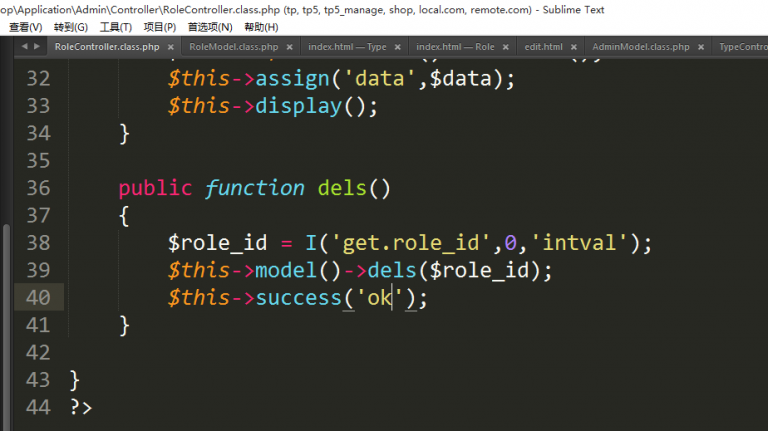 op\Application\Admin\Controller\RoleController.class.php (tp, tp5, tp5_manage, shop, local.com, remote.com) - Sublime Text
查看(V) 转到(G) 工具(T) 项目(P) 首选项(N) 帮助(H)
RoleController.class.php × RoleModel.class.php × index.html — Type × index.html — Role × edit.html × AdminModel.class.php × TypeContro
32 $this->assign('data',$data);
33 $this->display();
34 }
35
36 public function dels()
37 {
38 $role_id = I('get.role_id',0,'intval');
39 $this->model()->dels($role_id);
40 $this->success('ok');
41 }
42
43 }
44 ?>